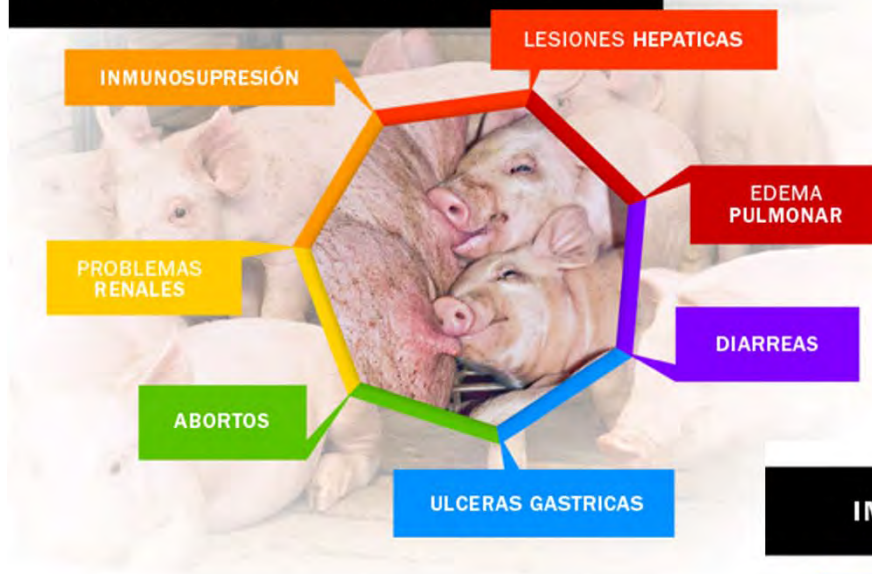 LESIONES HEPATICAS
INMUNOSUPRESIÓN
EDEMA
PULMONAR
PROBLEMAS
RENALES
DIARREAS
ABORTOS
ULCERAS GASTRICAS